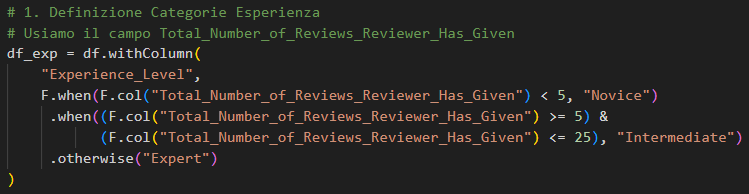 # 1. Definizione Categorie Esperienza
# Usiamo il campo Total_Number_of_Reviews_Reviewer_Has_Given
df_exp = df.withColumn(
    "Experience_Level",
    F.when(F.col("Total_Number_of_Reviews_Reviewer_Has_Given") < 5, "Novice")
     .when((F.col("Total_Number_of_Reviews_Reviewer_Has_Given") >= 5) &
           (F.col("Total_Number_of_Reviews_Reviewer_Has_Given") <= 25), "Intermediate")
     .otherwise("Expert")
)